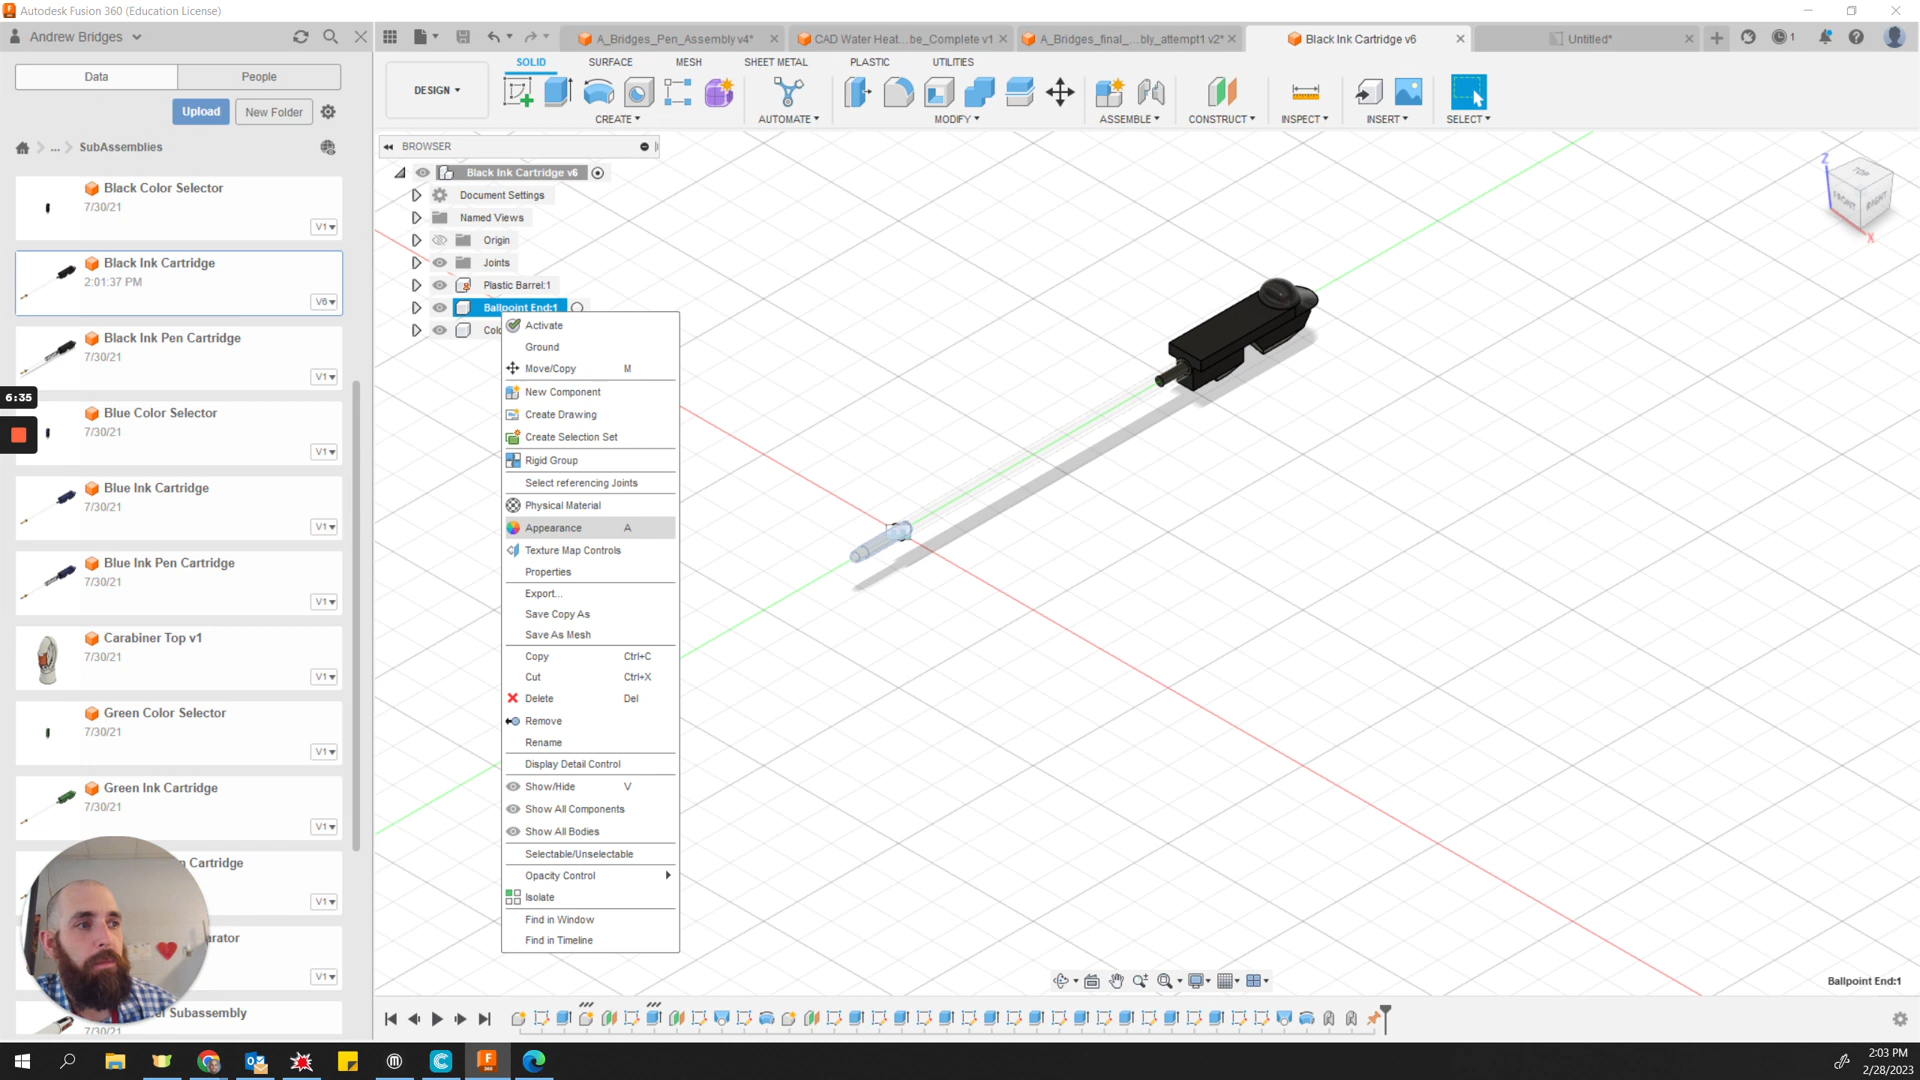 Autodesk Fusion 360 (Education License)
Andrew Bridges
A_Bridges_Pen_Assembly v4*
CAD Water Heat...be_Complete v1
A_Bridges_final_...bly_attempt1 v2*
Black Ink Cartridge v6
Untitled*
1
Data
People
Upload
New Folder
... SubAssemblies
DESIGN
SOLID
SURFACE
MESH
SHEET METAL
PLASTIC
UTILITIES
CREATE
AUTOMATE
MODIFY
ASSEMBLE
CONSTRUCT
INSPECT
INSERT
SELECT
BROWSER
Black Ink Cartridge v6
Document Settings
Named Views
Origin
Joints
Plastic Barrel:1
Ballpoint End:1
Colo
Black Color Selector
7/30/21
V1
Black Ink Cartridge
2:01:37 PM
V6
Black Ink Pen Cartridge
7/30/21
V1
6:35
Blue Color Selector
7/30/21
V1
Blue Ink Cartridge
7/30/21
V1
Blue Ink Pen Cartridge
7/30/21
V1
Carabiner Top v1
7/30/21
V1
Green Color Selector
7/30/21
V1
Green Ink Cartridge
7/30/21
V1
n Cartridge
V1
arator
V1
el Subassembly
7/30/21
Activate
Ground
Move/Copy M
New Component
Create Drawing
Create Selection Set
Rigid Group
Select referencing Joints
Physical Material
Appearance A
Texture Map Controls
Properties
Export...
Save Copy As
Save As Mesh
Copy Ctrl+C
Cut Ctrl+X
Delete Del
Remove
Rename
Display Detail Control
Show/Hide V
Show All Components
Show All Bodies
Selectable/Unselectable
Opacity Control
Isolate
Find in Window
Find in Timeline
Z
TOP
FRONT
RIGHT
X
Ballpoint End:1
2:03 PM
2/28/2023